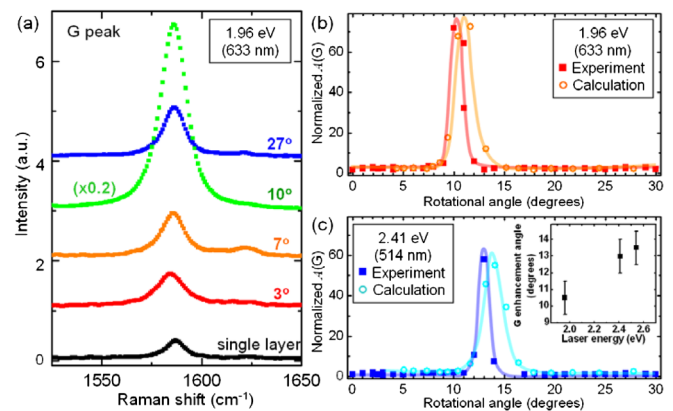 (a)
G peak
1.96 eV
(633 nm)
27°
(x0.2)
10°
7°
3°
single layer
Intensity (a.u.)
0
2
4
6
1550
1600
1650
Raman shift (cm⁻¹)
(b)
1.96 eV
(633 nm)
Experiment
Calculation
Normalized A(G)
0
20
40
60
80
0
5
10
15
20
25
30
Rotational angle (degrees)
(c)
2.41 eV
(514 nm)
Experiment
Calculation
Normalized A(G)
0
20
40
60
0
5
10
15
20
25
30
Rotational angle (degrees)
G enhancement angle
(degrees)
9
10
11
12
13
14
2.0
2.2
2.4
2.6
Laser energy (eV)